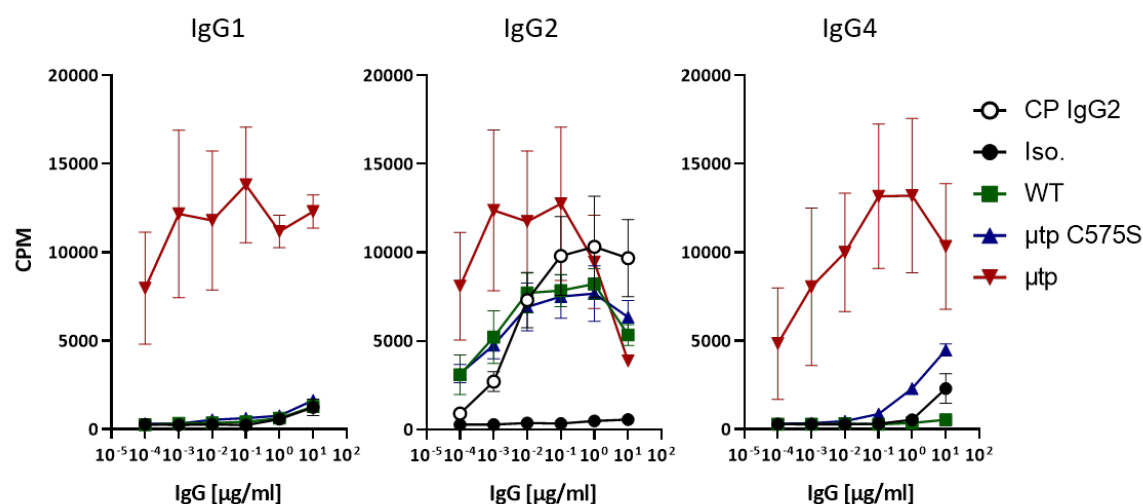 IgG1 IgG2 IgG4
20000 20000 20000
15000 15000 15000
10000 10000 10000
5000 5000 5000
0 0 0
CPM
10⁻⁵ 10⁻⁴ 10⁻³ 10⁻² 10⁻¹ 10⁰ 10¹ 10² 10⁻⁵ 10⁻⁴ 10⁻³ 10⁻² 10⁻¹ 10⁰ 10¹ 10² 10⁻⁵ 10⁻⁴ 10⁻³ 10⁻² 10⁻¹ 10⁰ 10¹ 10²
IgG [µg/ml] IgG [µg/ml] IgG [µg/ml]
CP IgG2
Iso.
WT
µtp C575S
µtp